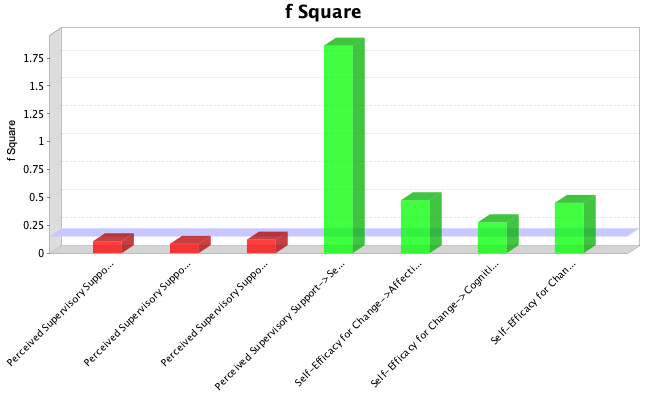 f Square
f Square
1.75
1.5
1.25
1
0.75
0.5
0.25
0
Perceived Supervisory Suppo...
Perceived Supervisory Suppo...
Perceived Supervisory Suppo...
Perceived Supervisory Support->Se...
Self-Efficacy for Change->Affecti...
Self-Efficacy for Change-> Cogniti...
Self-Efficacy for Chan...